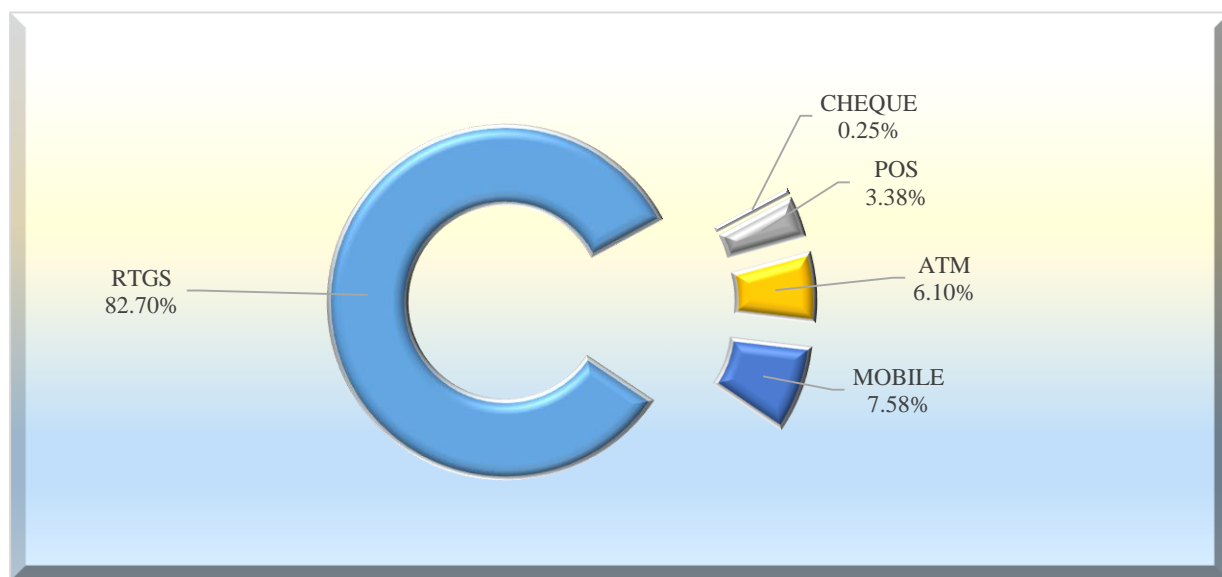 CHEQUE
0.25%
POS
3.38%
ATM
6.10%
RTGS
82.70%
MOBILE
7.58%